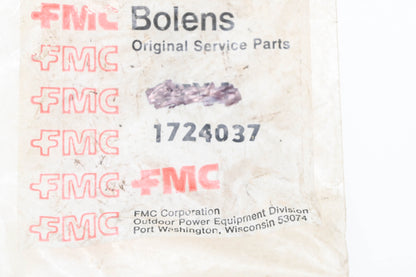 FMC Bolens
Original Service Parts
FMC
FMC
1724037
FMC
FMC
FMC FMC
FMC
FMC Corporation
Outdoor Power Equipment Division
Port Washington, Wisconsin 53074